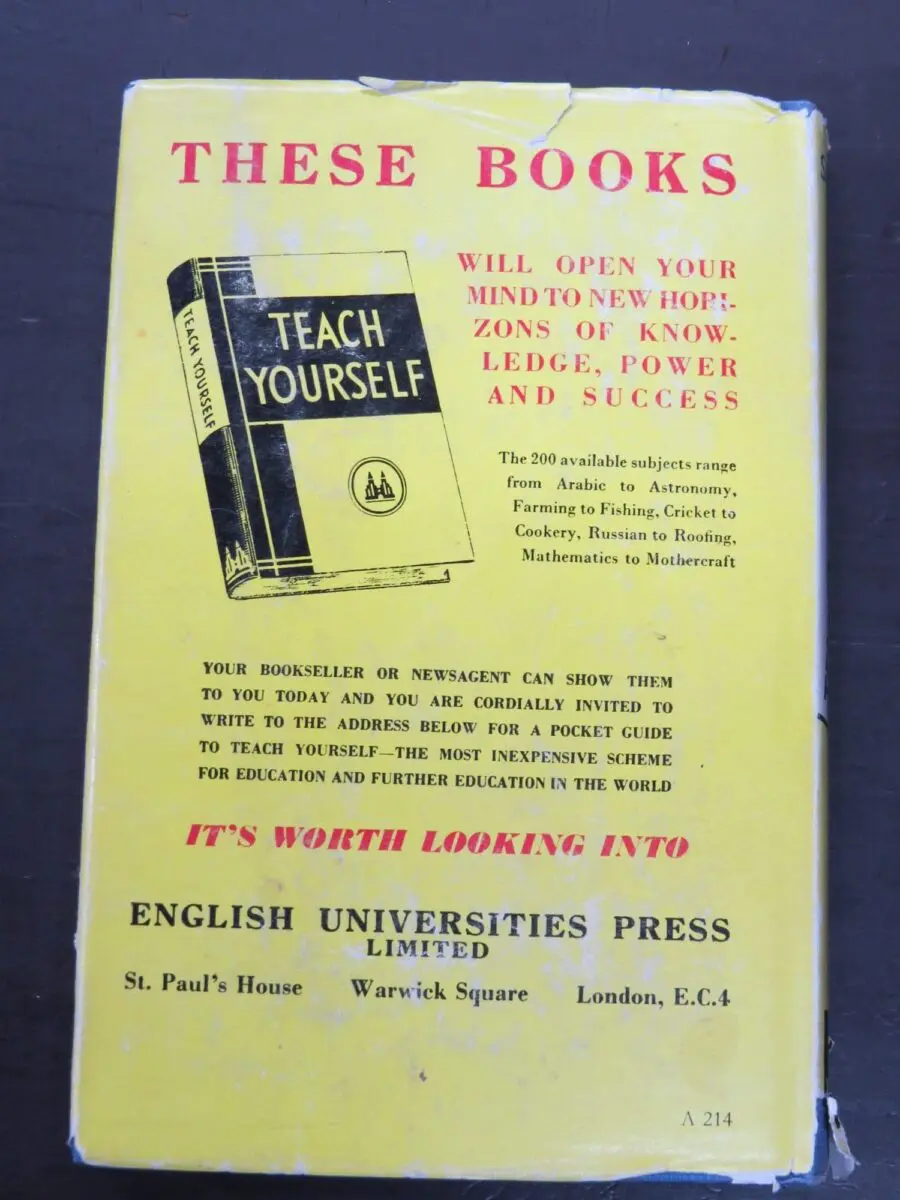 THESE BOOKS
TEACH YOURSELF
TEACH
YOURSELF
WILL OPEN YOUR
MIND TO NEW HORI-
ZONS OF KNOW-
LEDGE, POWER
AND SUCCESS
The 200 available subjects range
from Arabic to Astronomy,
Farming to Fishing, Cricket to
Cookery, Russian to Roofing,
Mathematics to Mothercraft
YOUR BOOKSELLER OR NEWSAGENT CAN SHOW THEM
TO YOU TODAY AND YOU ARE CORDIALLY INVITED TO
WRITE TO THE ADDRESS BELOW FOR A POCKET GUIDE
TO TEACH YOURSELF—THE MOST INEXPENSIVE SCHEME
FOR EDUCATION AND FURTHER EDUCATION IN THE WORLD
IT'S WORTH LOOKING INTO
ENGLISH UNIVERSITIES PRESS
LIMITED
St. Paul's House Warwick Square London, E.C.4
A 214